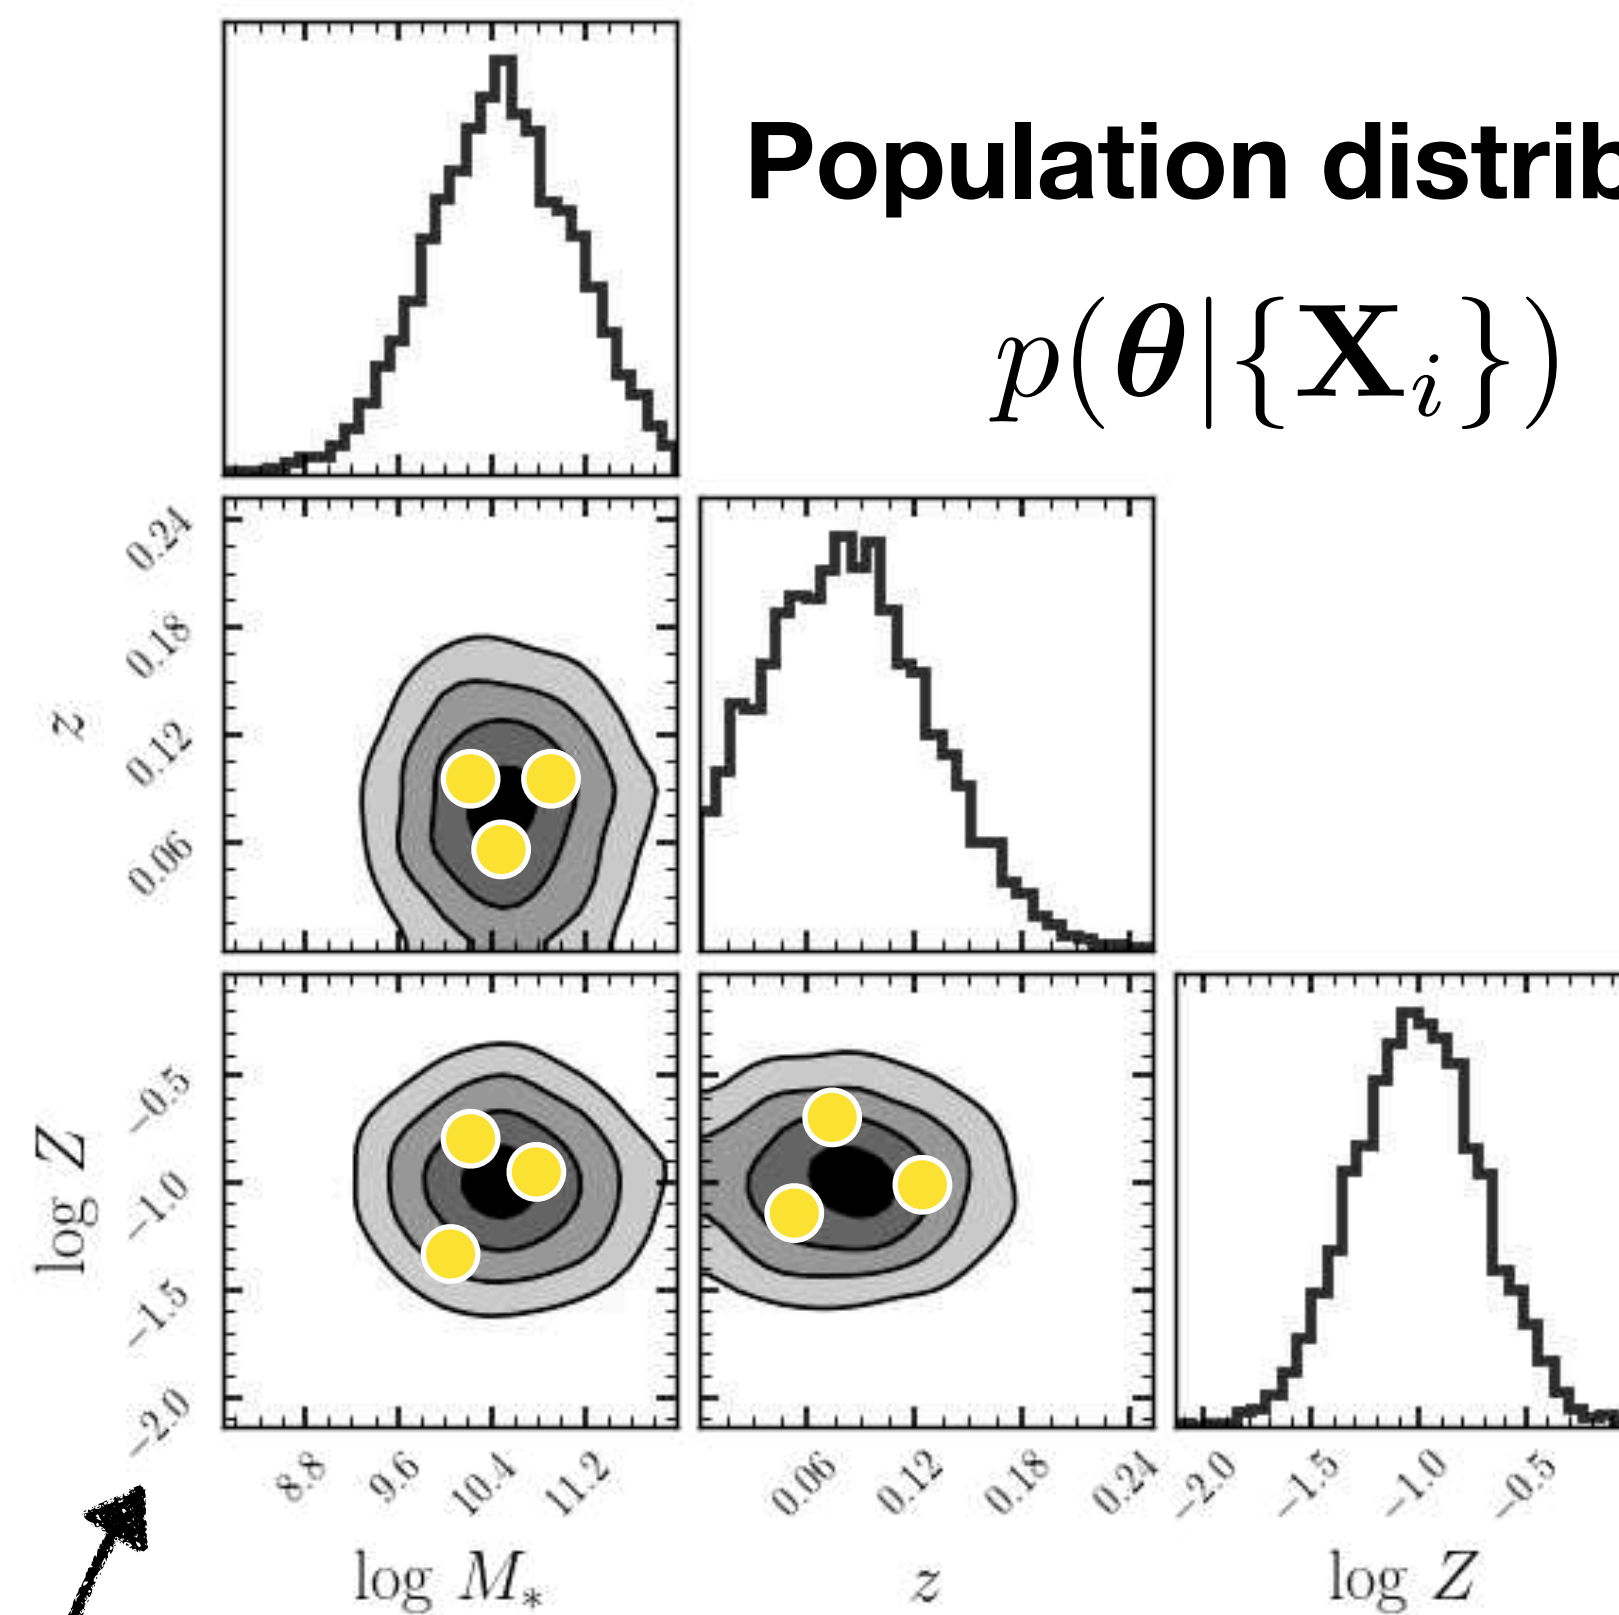 Population distrib
p(θ|{X_i})
0.24
0.18
0.12
0.06
z
−0.5
−1.0
−1.5
−2.0
log Z
8.8 9.6 10.4 11.2
0.06 0.12 0.18 0.24
−2.0 −1.5 −1.0 −0.5
log M_* z log Z